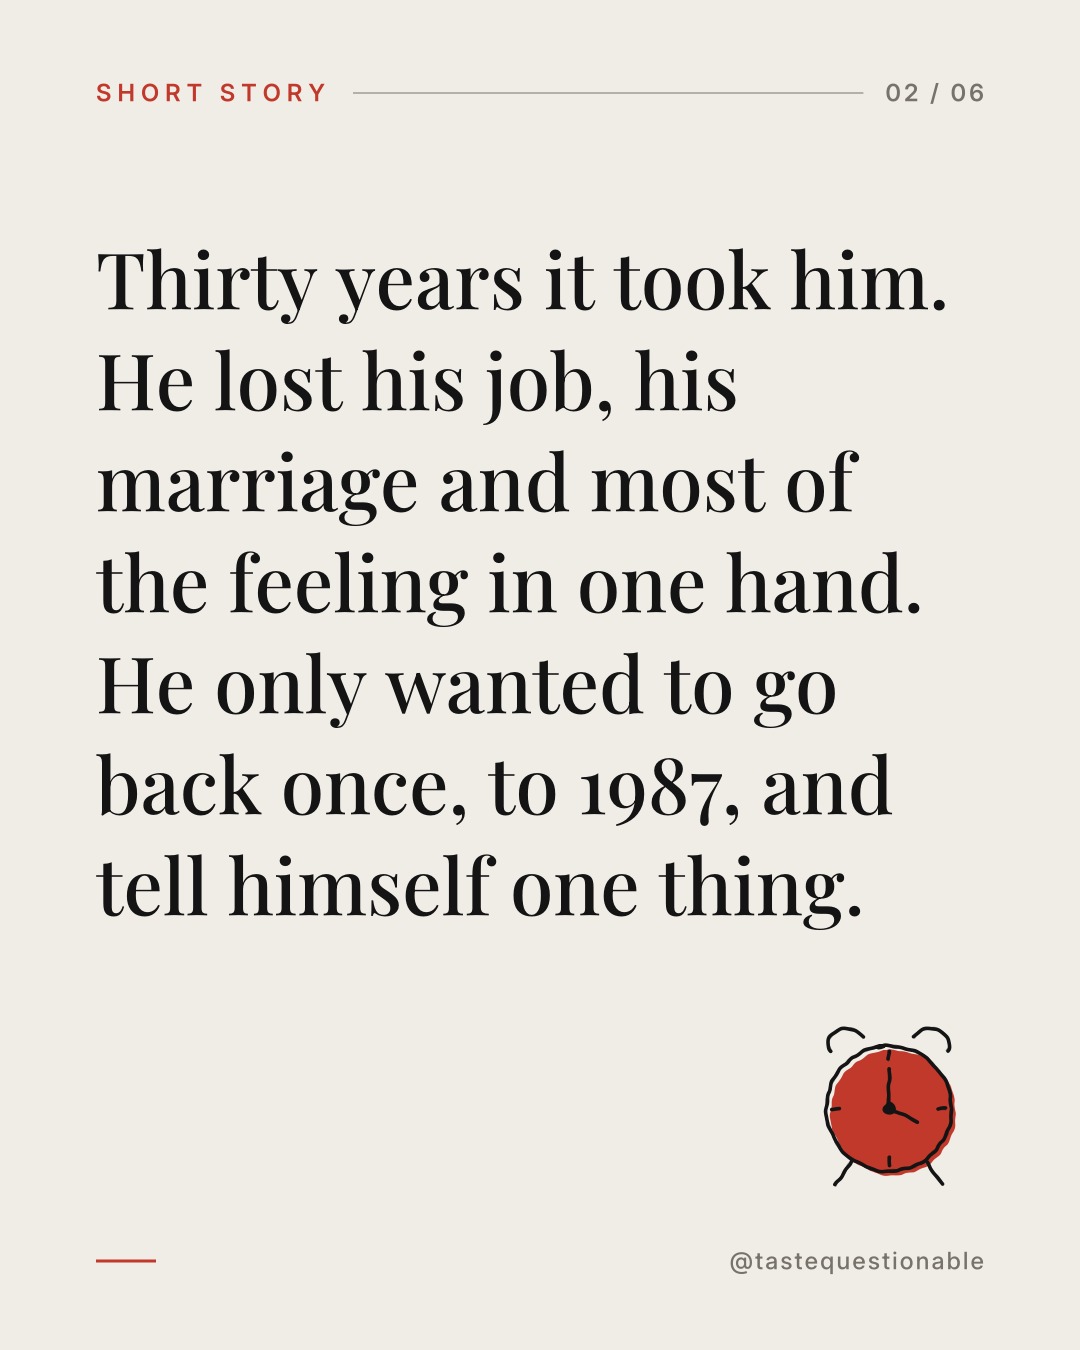 SHORT STORY
02 / 06
Thirty years it took him.
He lost his job, his
marriage and most of
the feeling in one hand.
He only wanted to go
back once, to 1987, and
tell himself one thing.
@tastequestionable